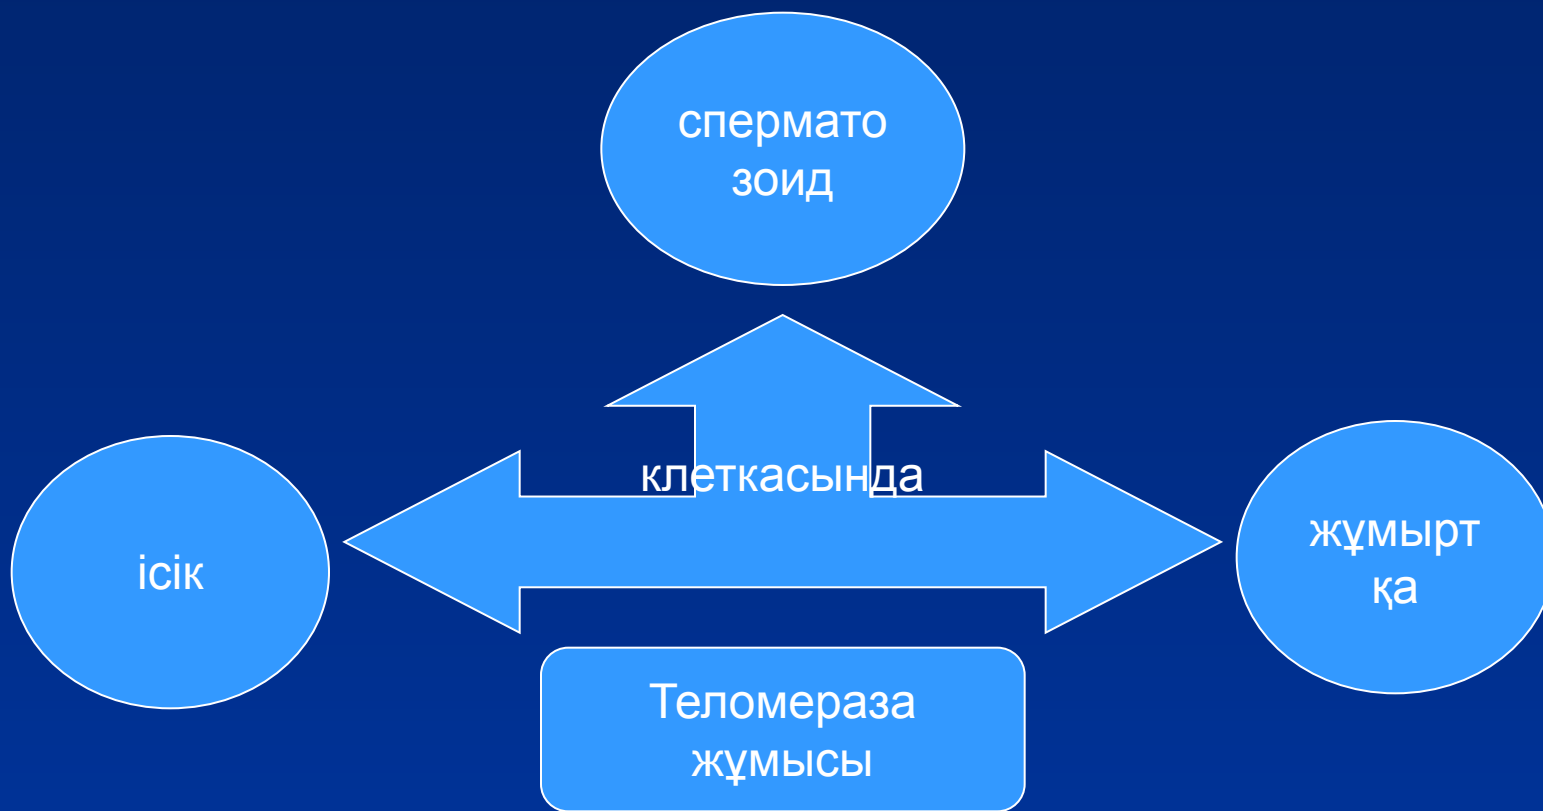 спермато
зоид
клеткасында
ісік
жұмырт
қа
Теломераза
жұмысы